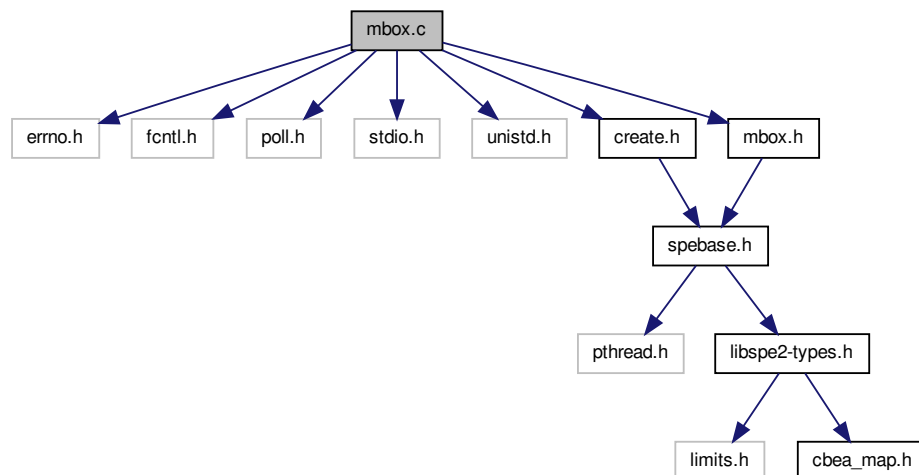 mbox.c
errno.h
fcntl.h
poll.h
stdio.h
unistd.h
create.h
mbox.h
spebase.h
pthread.h
libspe2-types.h
limits.h
cbea_map.h